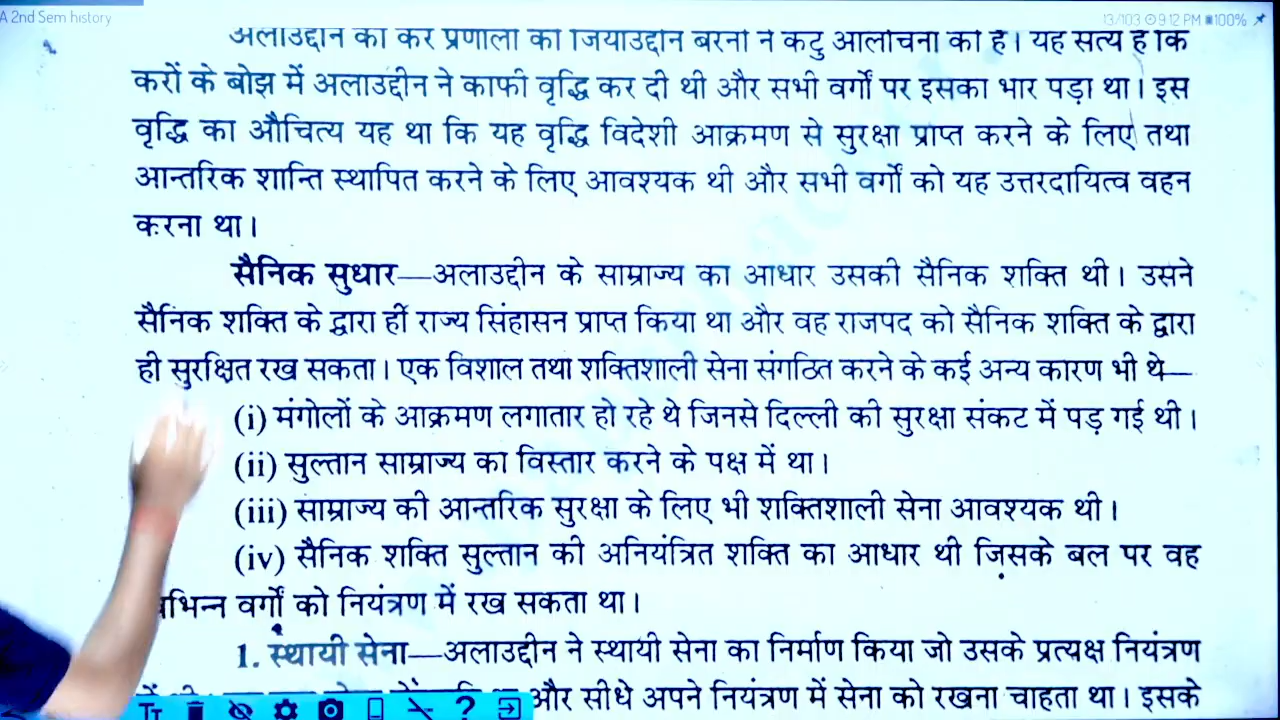 A 2nd Sem history
13/103 9:12 PM 100%
अलाउद्दीन की कर प्रणाली की जियाउद्दीन बरनी ने कटु आलोचना की है। यह सत्य है कि
करों के बोझ में अलाउद्दीन ने काफी वृद्धि कर दी थी और सभी वर्गों पर इसका भार पड़ा था। इस
वृद्धि का औचित्य यह था कि यह वृद्धि विदेशी आक्रमण से सुरक्षा प्राप्त करने के लिए तथा
आन्तरिक शान्ति स्थापित करने के लिए आवश्यक थी और सभी वर्गों को यह उत्तरदायित्व वहन
करना था।
सैनिक सुधार—अलाउद्दीन के साम्राज्य का आधार उसकी सैनिक शक्ति थी। उसने
सैनिक शक्ति के द्वारा ही राज्य सिंहासन प्राप्त किया था और वह राजपद को सैनिक शक्ति के द्वारा
ही सुरक्षित रख सकता। एक विशाल तथा शक्तिशाली सेना संगठित करने के कई अन्य कारण भी थे—
(i) मंगोलों के आक्रमण लगातार हो रहे थे जिनसे दिल्ली की सुरक्षा संकट में पड़ गई थी।
(ii) सुल्तान साम्राज्य का विस्तार करने के पक्ष में था।
(iii) साम्राज्य की आन्तरिक सुरक्षा के लिए भी शक्तिशाली सेना आवश्यक थी।
(iv) सैनिक शक्ति सुल्तान की अनियंत्रित शक्ति का आधार थी जिसके बल पर वह
भिन्न वर्गों को नियंत्रण में रख सकता था।
1. स्थायी सेना—अलाउद्दीन ने स्थायी सेना का निर्माण किया जो उसके प्रत्यक्ष नियंत्रण
और सीधे अपने नियंत्रण में सेना को रखना चाहता था। इसके